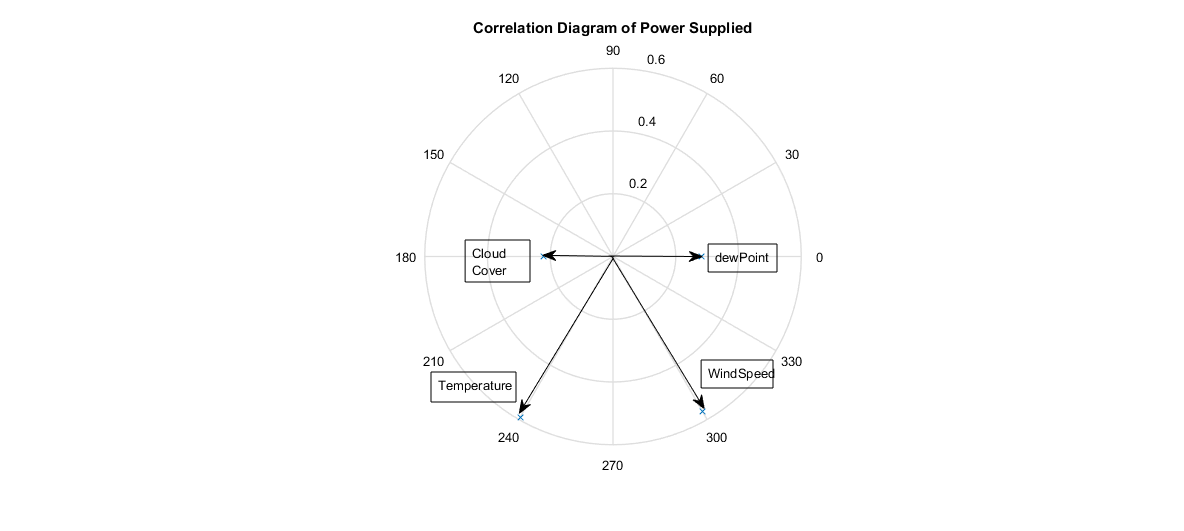 Correlation Diagram of Power Supplied
90
0.6
120
60
0.4
150
30
0.2
Cloud
Cover
dewPoint
180
0
210
330
WindSpeed
Temperature
240
300
270